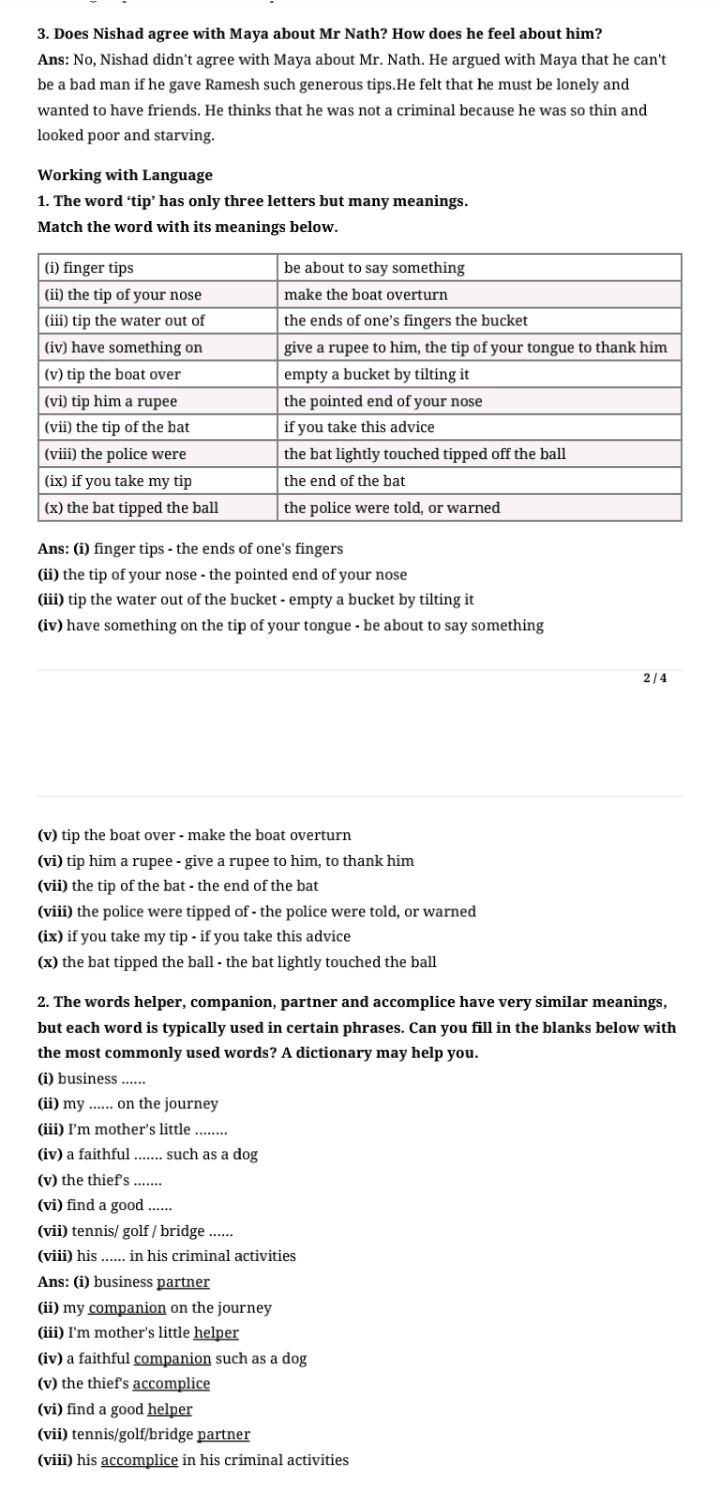 3. Does Nishad agree with Maya about Mr Nath? How does he feel about him?
Ans: No, Nishad didn't agree with Maya about Mr. Nath. He argued with Maya that he can't
be a bad man if he gave Ramesh such generous tips.He felt that he must be lonely and
wanted to have friends. He thinks that he was not a criminal because he was so thin and
looked poor and starving.
Working with Language
1. The word ‘tip’ has only three letters but many meanings.
Match the word with its meanings below.
(i) finger tips be about to say something
(ii) the tip of your nose make the boat overturn
(iii) tip the water out of the ends of one’s fingers the bucket
(iv) have something on give a rupee to him, the tip of your tongue to thank him
(v) tip the boat over empty a bucket by tilting it
(vi) tip him a rupee the pointed end of your nose
(vii) the tip of the bat if you take this advice
(viii) the police were the bat lightly touched tipped off the ball
(ix) if you take my tip the end of the bat
(x) the bat tipped the ball the police were told, or warned
Ans: (i) finger tips - the ends of one's fingers
(ii) the tip of your nose - the pointed end of your nose
(iii) tip the water out of the bucket - empty a bucket by tilting it
(iv) have something on the tip of your tongue - be about to say something
2 / 4
(v) tip the boat over - make the boat overturn
(vi) tip him a rupee - give a rupee to him, to thank him
(vii) the tip of the bat - the end of the bat
(viii) the police were tipped of - the police were told, or warned
(ix) if you take my tip - if you take this advice
(x) the bat tipped the ball - the bat lightly touched the ball
2. The words helper, companion, partner and accomplice have very similar meanings,
but each word is typically used in certain phrases. Can you fill in the blanks below with
the most commonly used words? A dictionary may help you.
(i) business ......
(ii) my ...... on the journey
(iii) I’m mother’s little ........
(iv) a faithful ....... such as a dog
(v) the thief’s .......
(vi) find a good ......
(vii) tennis/ golf / bridge ......
(viii) his ...... in his criminal activities
Ans: (i) business partner
(ii) my companion on the journey
(iii) I'm mother's little helper
(iv) a faithful companion such as a dog
(v) the thief's accomplice
(vi) find a good helper
(vii) tennis/golf/bridge partner
(viii) his accomplice in his criminal activities